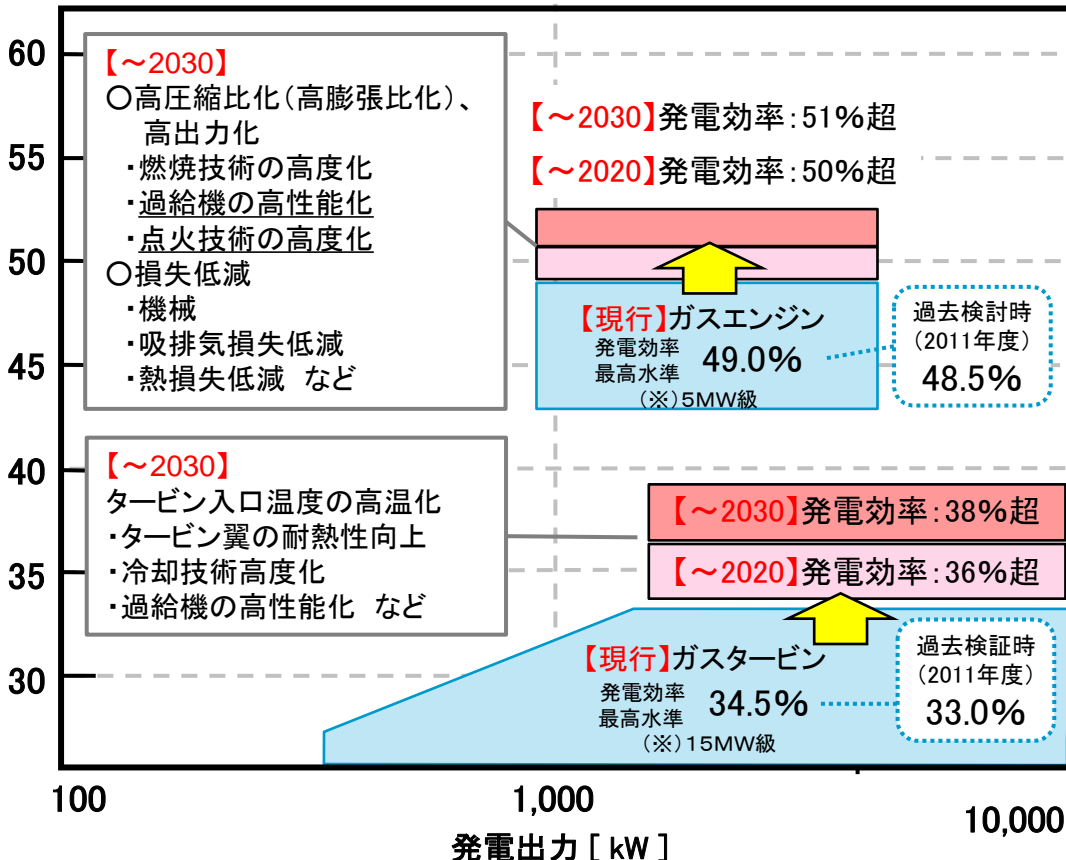 60
55
50
45
40
35
30
【～2030】
○高圧縮比化（高膨張比化）、
高出力化
・燃焼技術の高度化
・過給機の高性能化
・点火技術の高度化
○損失低減
・機械
・吸排気損失低減
・熱損失低減 など
【～2030】発電効率：51%超
【～2020】発電効率：50%超
【現行】ガスエンジン
発電効率
最高水準
49.0%
（※）5MW級
過去検討時
（2011年度）
48.5%
【～2030】
タービン入口温度の高温化
・タービン翼の耐熱性向上
・冷却技術高度化
・過給機の高性能化 など
【～2030】発電効率：38%超
【～2020】発電効率：36%超
【現行】ガスタービン
発電効率
最高水準
34.5%
（※）15MW級
過去検証時
（2011年度）
33.0%
100
1,000
10,000
発電出力 [ kW ]